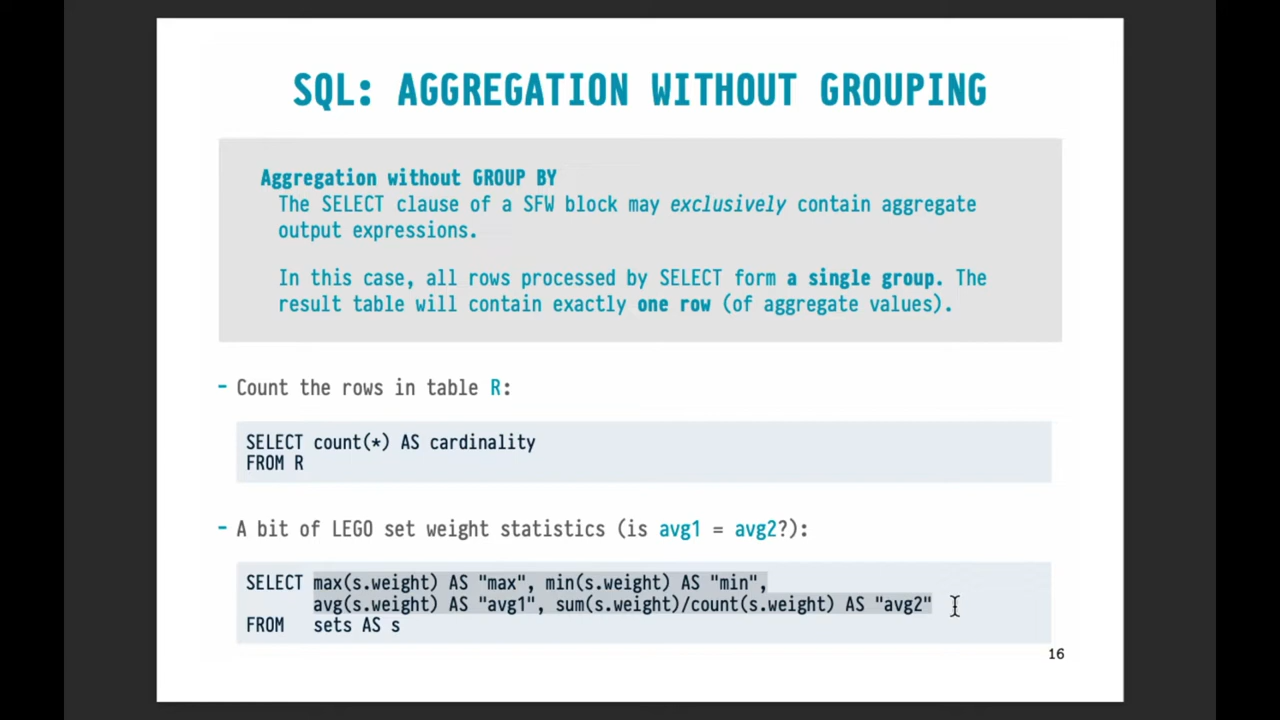 SQL: AGGREGATION WITHOUT GROUPING
Aggregation without GROUP BY
The SELECT clause of a SFW block may exclusively contain aggregate
output expressions.
In this case, all rows processed by SELECT form a single group. The
result table will contain exactly one row (of aggregate values).
- Count the rows in table R:
SELECT count(*) AS cardinality
FROM R
- A bit of LEGO set weight statistics (is avg1 = avg2?):
SELECT max(s.weight) AS "max", min(s.weight) AS "min",
avg(s.weight) AS "avg1", sum(s.weight)/count(s.weight) AS "avg2"
FROM sets AS s
16